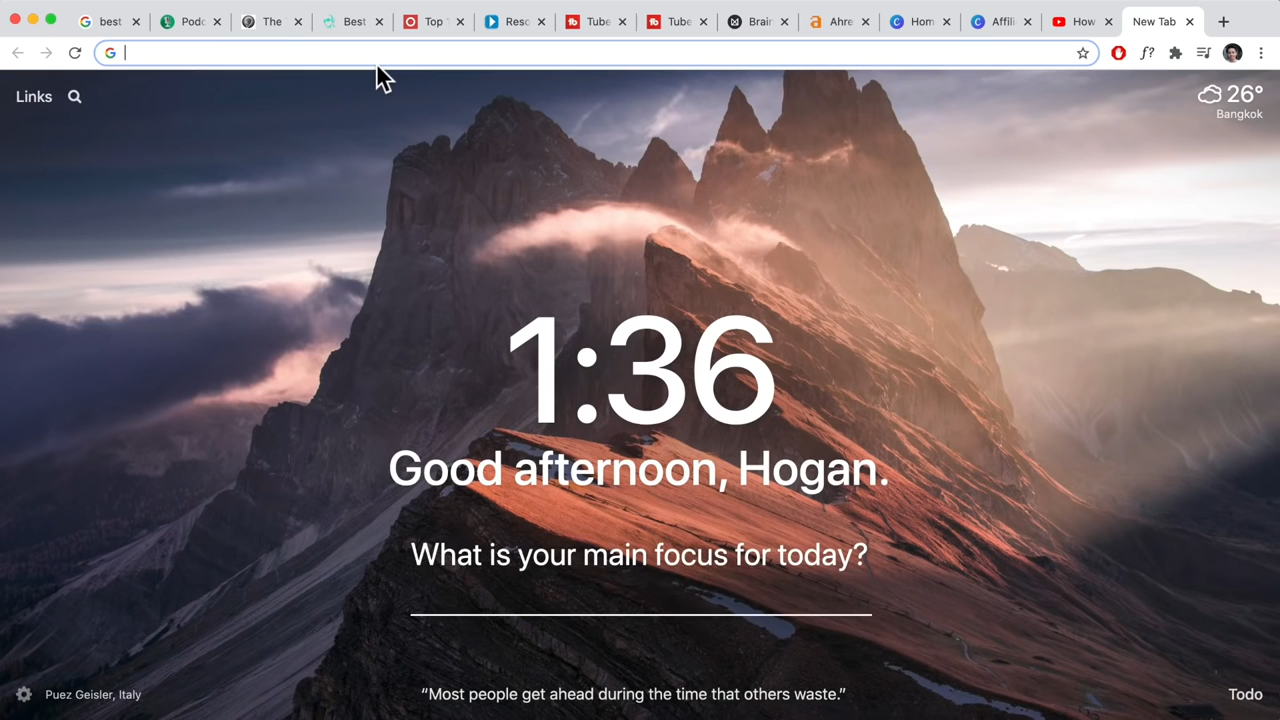 best
Podc
The
Best
Top
Reso
Tube
Tube
Brain
Ahre
Hom
Affili
How
New Tab
f?
Links
26°
Bangkok
1:36
Good afternoon, Hogan.
What is your main focus for today?
Puez Geisler, Italy
“Most people get ahead during the time that others waste.”
Todo